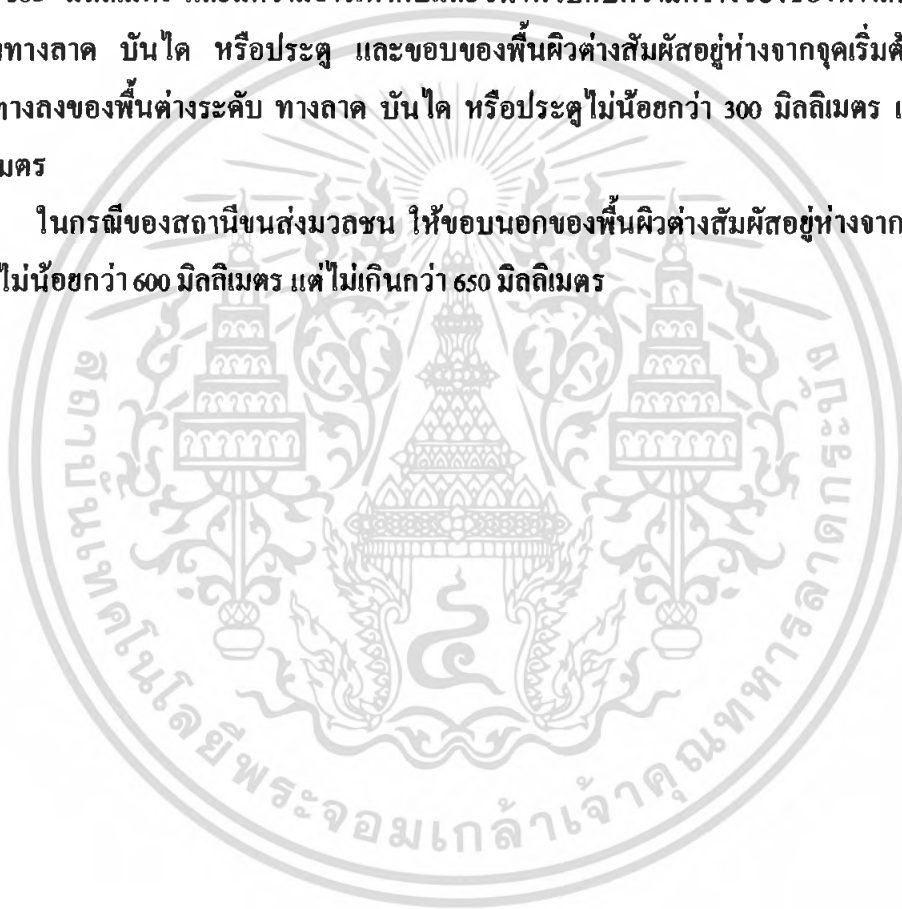 มิลลิเมตร
ทางลาด บันได หรือประตู และขอบของพื้นผิวต่างสัมผัสอยู่ห่างจากจุดเริ่มต้
ทางลงของพื้นต่างระดับ ทางลาด บันได หรือประตูไม่น้อยกว่า 300 มิลลิเมตร
เมตร
ในกรณีของสถานีขนส่งมวลชน ให้ขอบนอกของพื้นผิวต่างสัมผัสอยู่ห่างจาก
ไม่น้อยกว่า 600 มิลลิเมตร แต่ไม่เกินกว่า 650 มิลลิเมตร
สถาบันเทคโนโลยีพระจอมเกล้าเจ้าคุณทหารลาดกระบัง